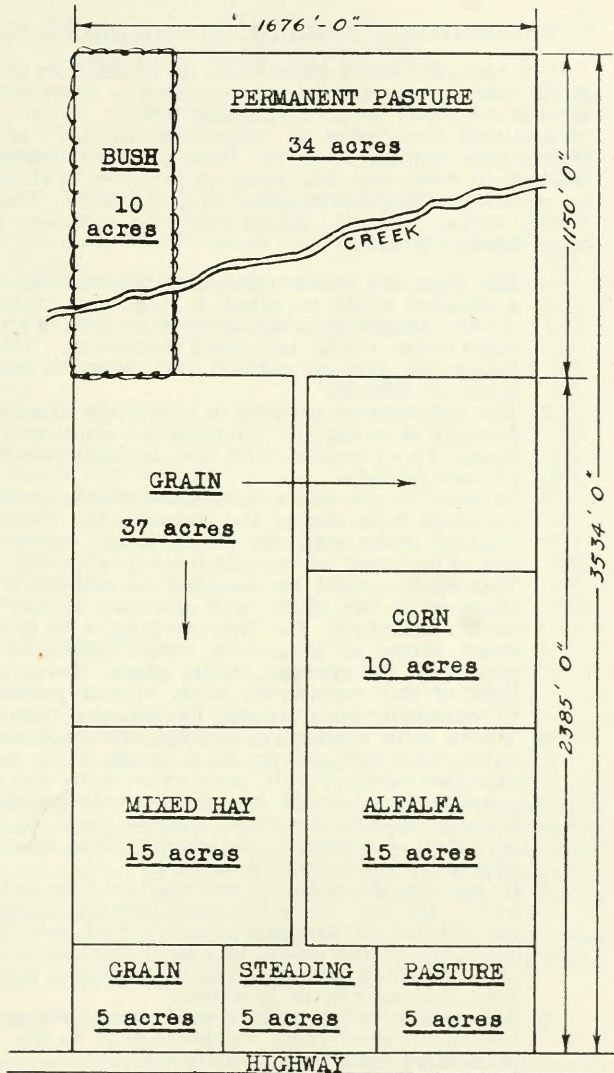 1676'-0"
PERMANENT PASTURE
34 acres
BUSH
10
acres
CREEK
1150' 0"
GRAIN
37 acres
3534' 0"
CORN
10 acres
2385' 0"
MIXED HAY
15 acres
ALFALFA
15 acres
GRAIN
5 acres
STEADING
5 acres
PASTURE
5 acres
HIGHWAY